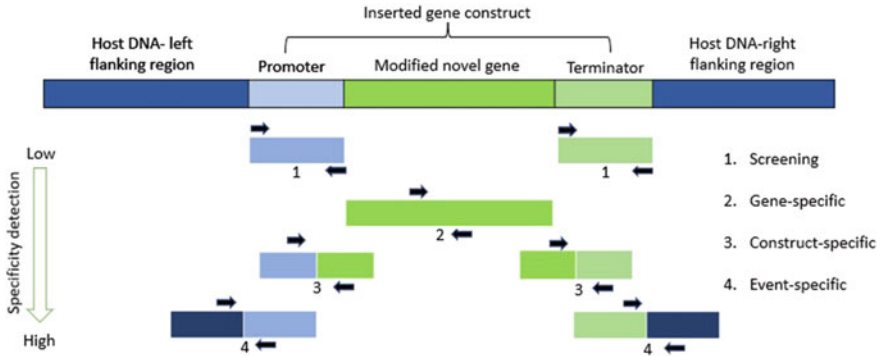 Inserted gene construct
Host DNA- left
flanking region
Promoter
Modified novel gene
Terminator
Host DNA-right
flanking region
Low
Specificity detection
High
1
1
2
3
3
4
4
1. Screening
2. Gene-specific
3. Construct-specific
4. Event-specific